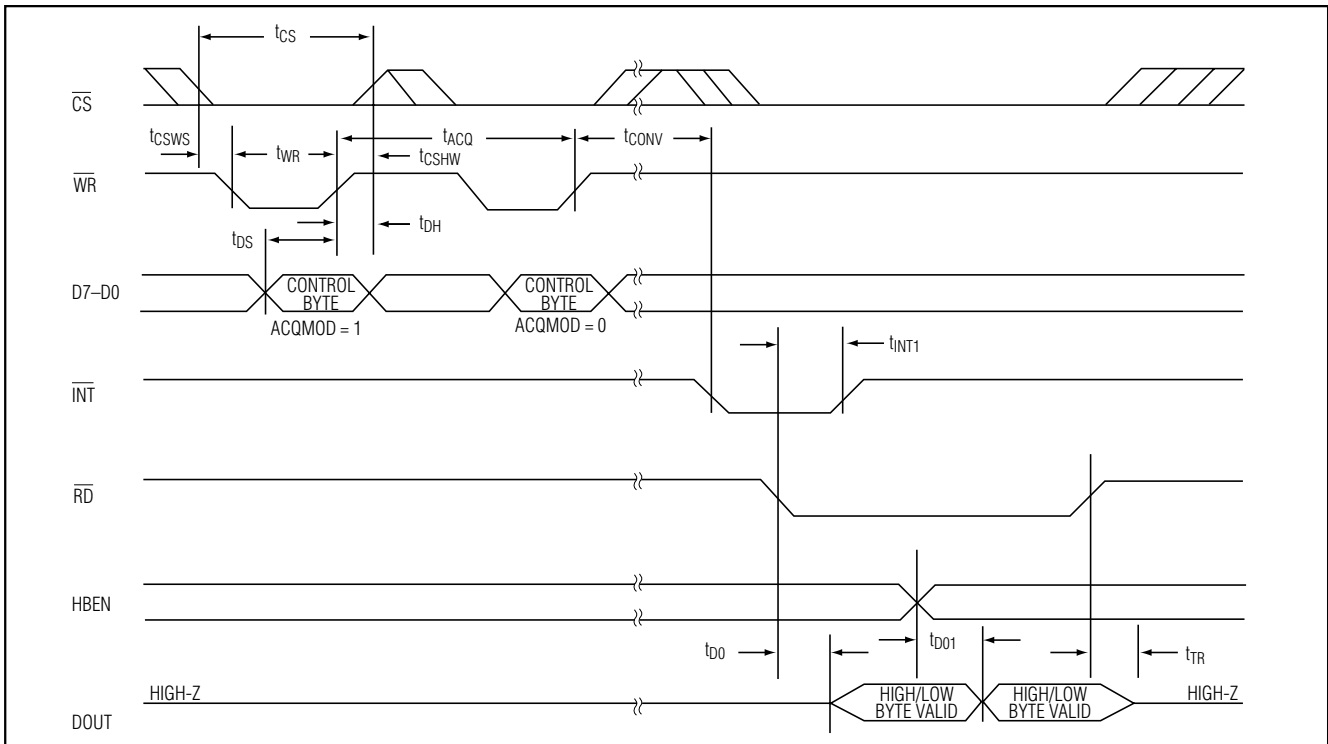 tCS
CS
tCSWS
tWR
tACQ
tCSHW
tCONV
WR
tDH
tDS
D7–D0
CONTROL
BYTE
CONTROL
BYTE
ACQMOD = 1
ACQMOD = 0
tINT1
INT
RD
HBEN
tD0
tD01
tTR
HIGH-Z
HIGH/LOW
BYTE VALID
HIGH/LOW
BYTE VALID
HIGH-Z
DOUT